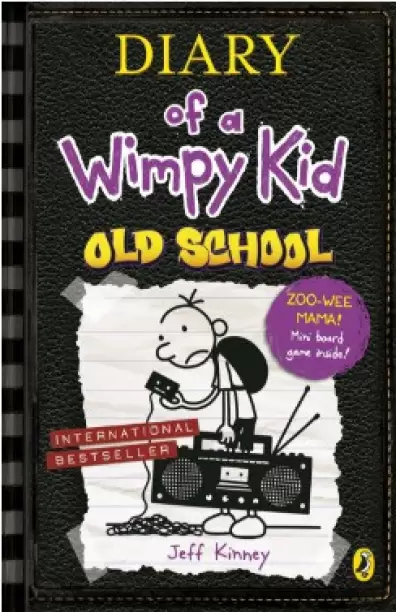 DIARY
of a
Wimpy Kid
OLD SCHOOL
ZOO-WEE
MAMA!
Mini board
game inside!
INTERNATIONAL
BESTSELLER
Jeff Kinney